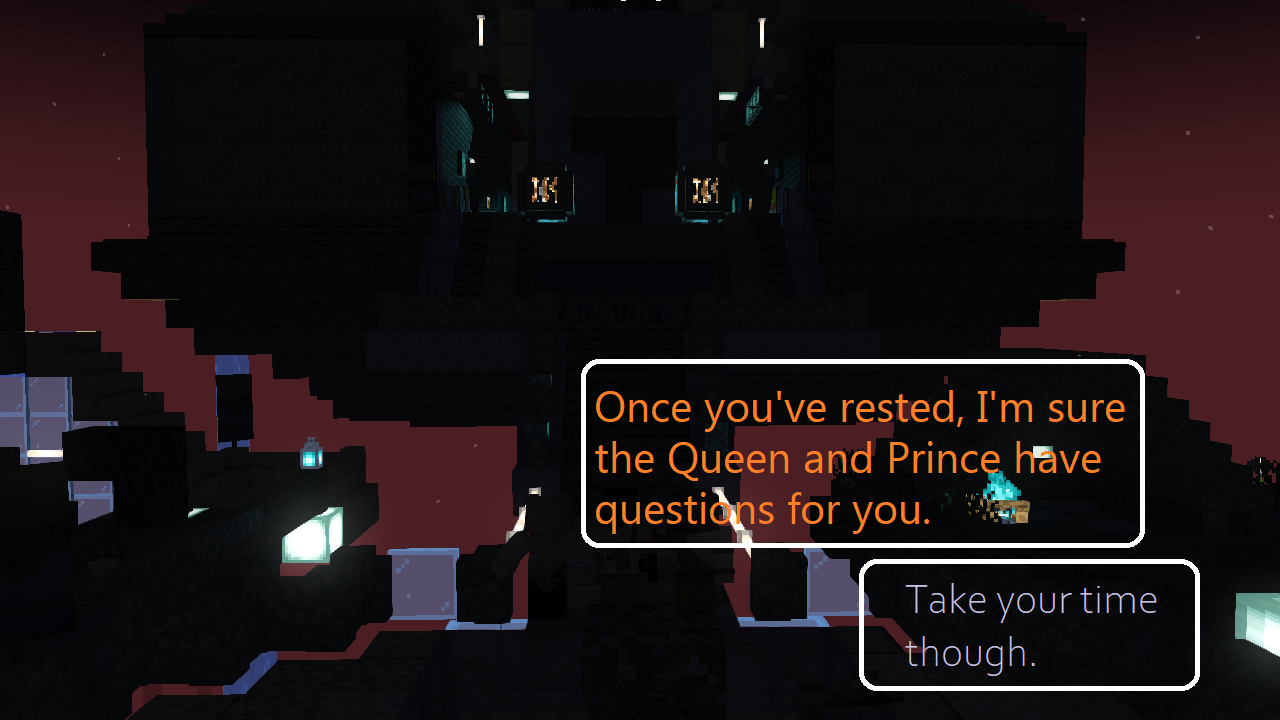 Once you've rested, I'm sure
the Queen and Prince have
questions for you.
Take your time
though.